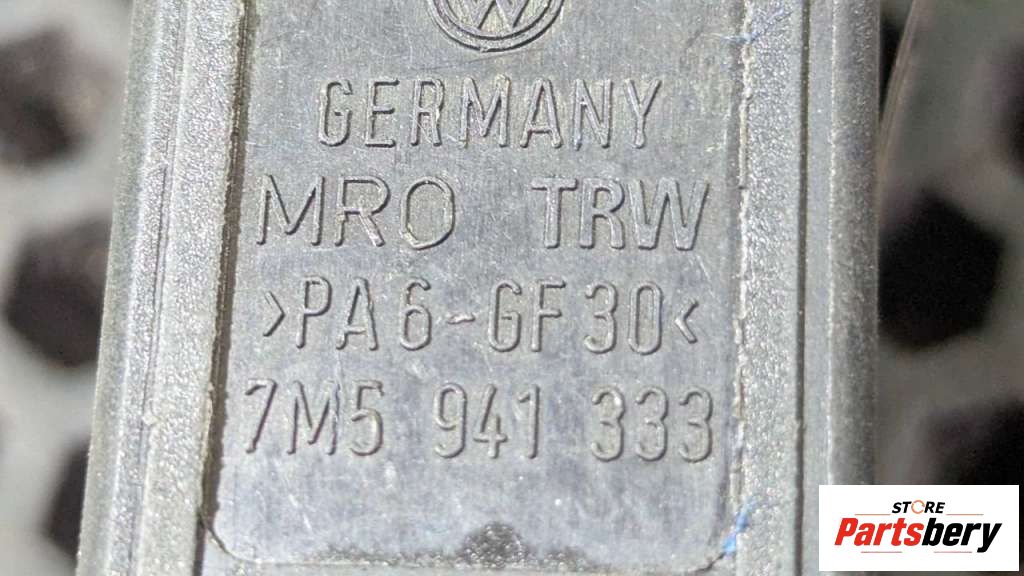 GERMANY
MRO TRW
>PA6-GF30<
7M5 941 333
STORE
Partsbery